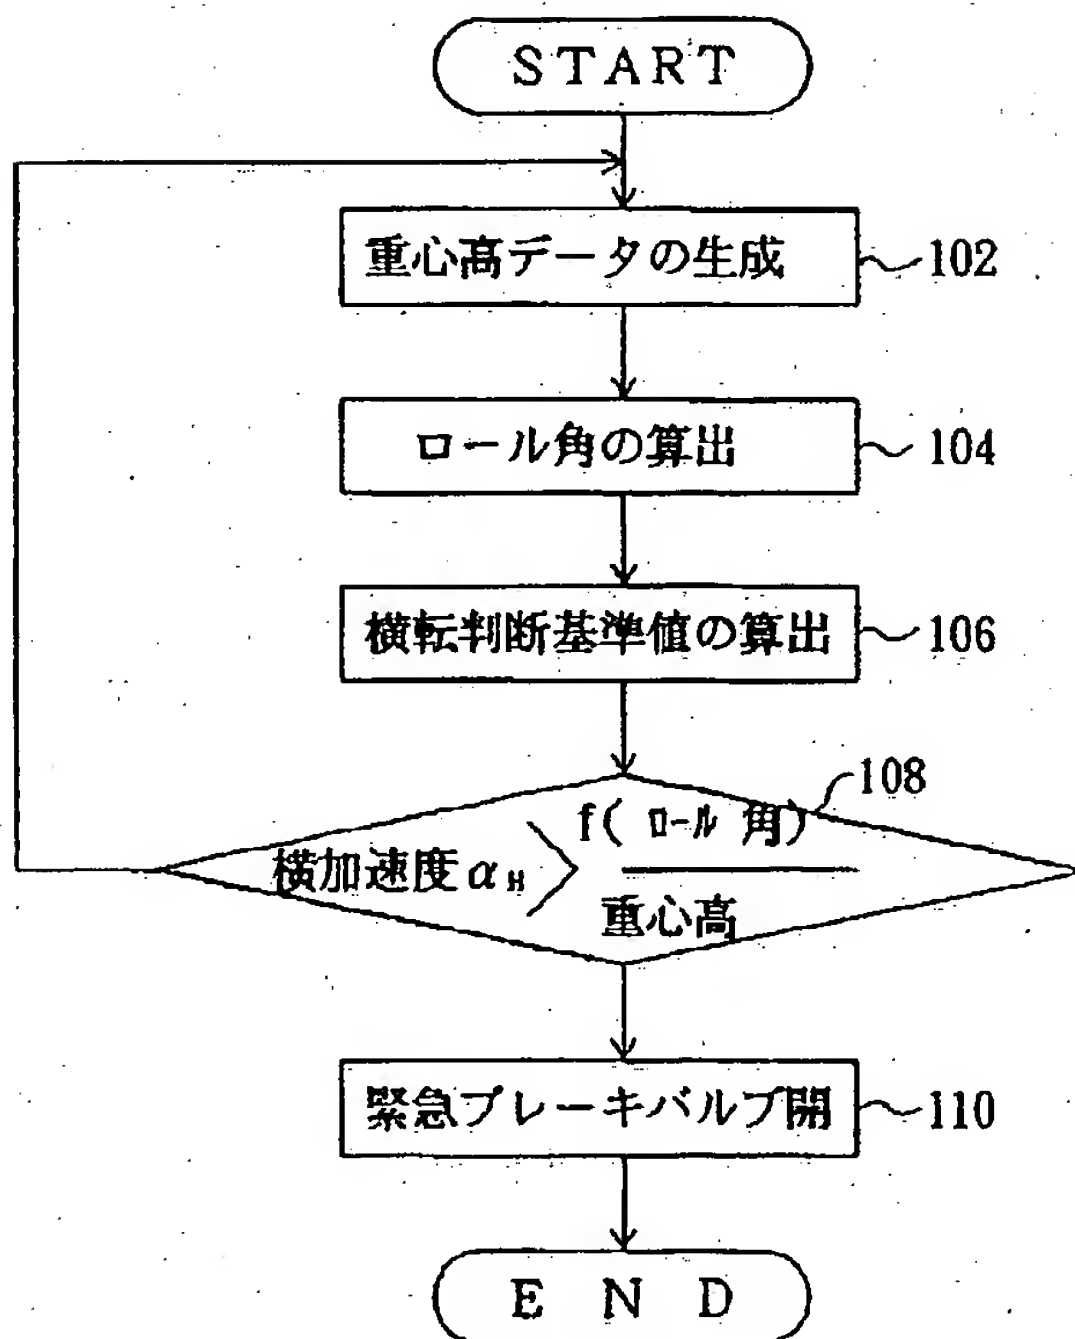 START
重心高データの生成
102
ロール角の算出
104
横転判断基準値の算出
106
108
横加速度αH > f(ロール角)
重心高
緊急ブレーキバルブ開
110
END